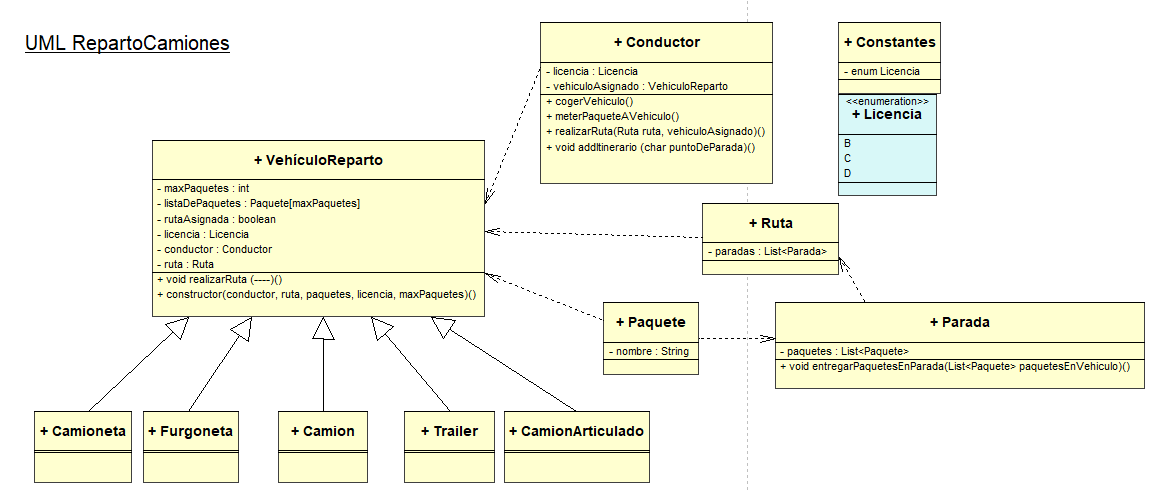 UML RepartoCamiones
+ Conductor
- licencia : Licencia
- vehiculoAsignado : VehiculoReparto
+ cogerVehiculo()
+ meterPaqueteAVehiculo()
+ realizarRuta(Ruta ruta, vehiculoAsignado)()
+ void addItinerario (char puntoDeParada)()
+ Constantes
- enum Licencia
<<enumeration>>
+ Licencia
B
C
D
+ VehículoReparto
- maxPaquetes : int
- listaDePaquetes : Paquete[maxPaquetes]
- rutaAsignada : boolean
- licencia : Licencia
- conductor : Conductor
- ruta : Ruta
+ void realizarRuta (----)()
+ constructor(conductor, ruta, paquetes, licencia, maxPaquetes)()
+ Ruta
- paradas : List<Parada>
+ Paquete
- nombre : String
+ Parada
- paquetes : List<Paquete>
+ void entregarPaquetesEnParada(List<Paquete> paquetesEnVehiculo)()
+ Camioneta
+ Furgoneta
+ Camion
+ Trailer
+ CamionArticulado